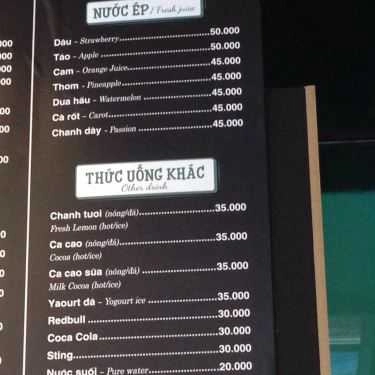 NƯỚC ÉP / Fresh juice
Dâu - Strawberry 50.000
Táo - Apple 50.000
Cam - Orange Juice 45.000
Thơm - Pineapple 45.000
Dưa hấu - Watermelon 45.000
Cà rốt - Carot 45.000
Chanh dây - Passion 45.000
THỨC UỐNG KHÁC
Other drink
Chanh tươi (nóng/đá) 35.000
Fresh Lemon (hot/ice)
Ca cao (nóng/đá) 35.000
Cocoa (hot/ice)
Ca cao sữa (nóng/đá) 35.000
Milk Cocoa (hot/ice)
Yaourt đá - Yogourt ice 35.000
Redbull 30.000
Coca Cola 30.000
Sting 30.000
Nước suối - Pure water 20.000